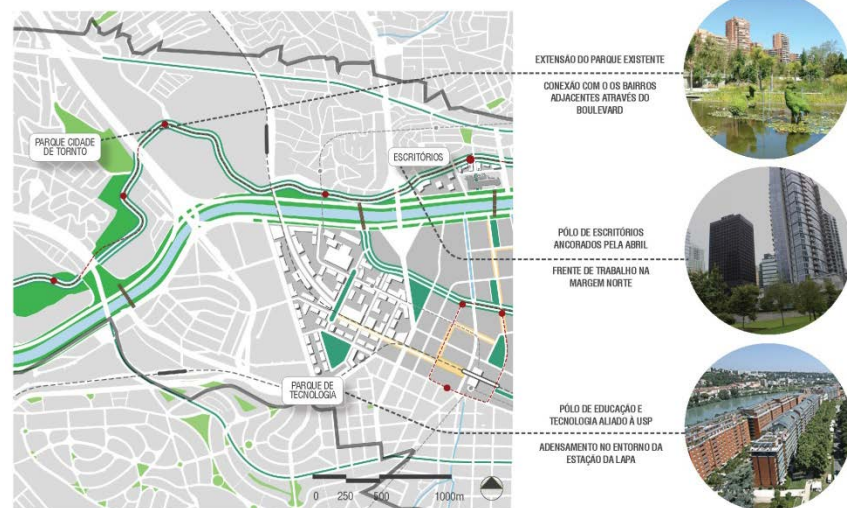 PARQUE CIDADE
DE TORNTO
ESCRITÓRIOS
PARQUE DE
TECNOLOGIA
0 250 500 1000m
EXTENSÃO DO PARQUE EXISTENTE
CONEXÃO COM O OS BAIRROS
ADJACENTES ATRAVÉS DO
BOULEVARD
PÓLO DE ESCRITÓRIOS
ANCORADOS PELA ABRIL
FRENTE DE TRABALHO NA
MARGEM NORTE
PÓLO DE EDUCAÇÃO E
TECNOLOGIA ALIADO À USP
ADENSAMENTO NO ENTORNO DA
ESTAÇÃO DA LAPA